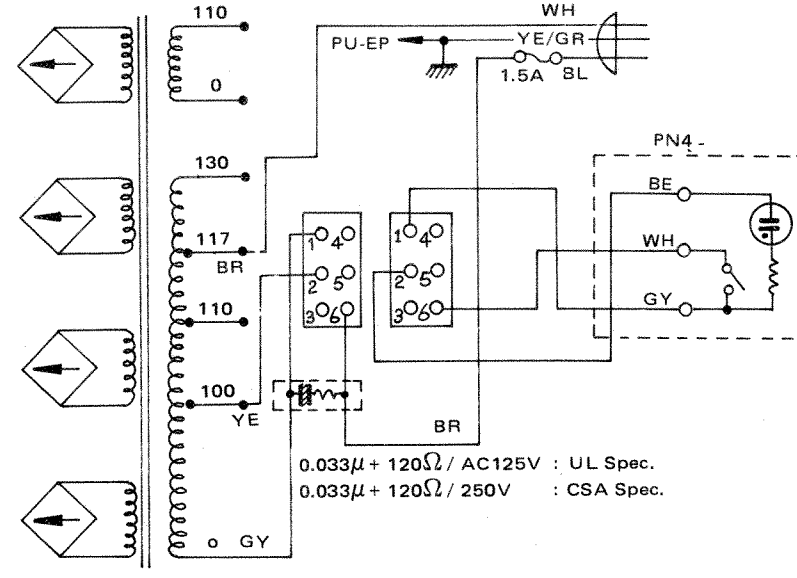 110
0
130
117
BR
110
100
YE
o GY
WH
PU-EP
YE/GR
1.5A BL
PN4 -
BE
WH
GY
1 4
2 5
3 6
1 4
2 5
3 6
BR
0.033μ + 120Ω / AC125V : UL Spec.
0.033μ + 120Ω / 250V : CSA Spec.